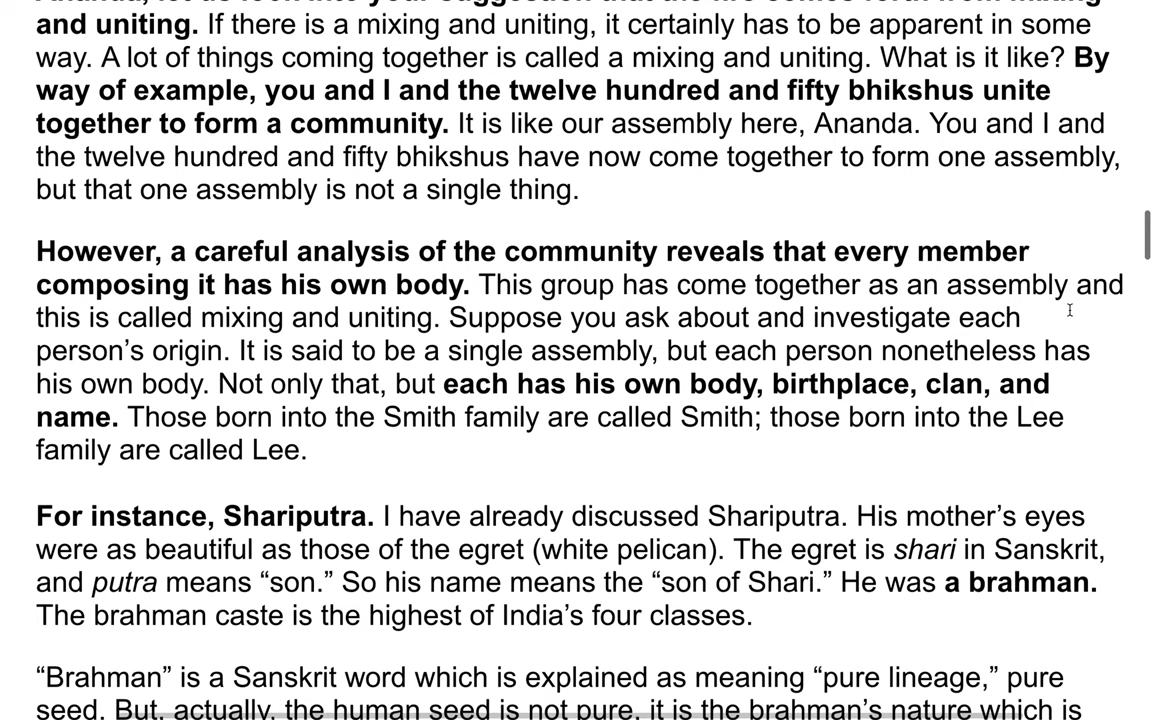 and uniting. If there is a mixing and uniting, it certainly has to be apparent in some
way. A lot of things coming together is called a mixing and uniting. What is it like? By
way of example, you and I and the twelve hundred and fifty bhikshus unite
together to form a community. It is like our assembly here, Ananda. You and I and
the twelve hundred and fifty bhikshus have now come together to form one assembly,
but that one assembly is not a single thing.
However, a careful analysis of the community reveals that every member
composing it has his own body. This group has come together as an assembly and
this is called mixing and uniting. Suppose you ask about and investigate each
person’s origin. It is said to be a single assembly, but each person nonetheless has
his own body. Not only that, but each has his own body, birthplace, clan, and
name. Those born into the Smith family are called Smith; those born into the Lee
family are called Lee.
For instance, Shariputra. I have already discussed Shariputra. His mother’s eyes
were as beautiful as those of the egret (white pelican). The egret is shari in Sanskrit,
and putra means “son.” So his name means the “son of Shari.” He was a brahman.
The brahman caste is the highest of India’s four classes.
“Brahman” is a Sanskrit word which is explained as meaning “pure lineage,” pure
seed. But, actually, the human seed is not pure, it is the brahman’s nature which is